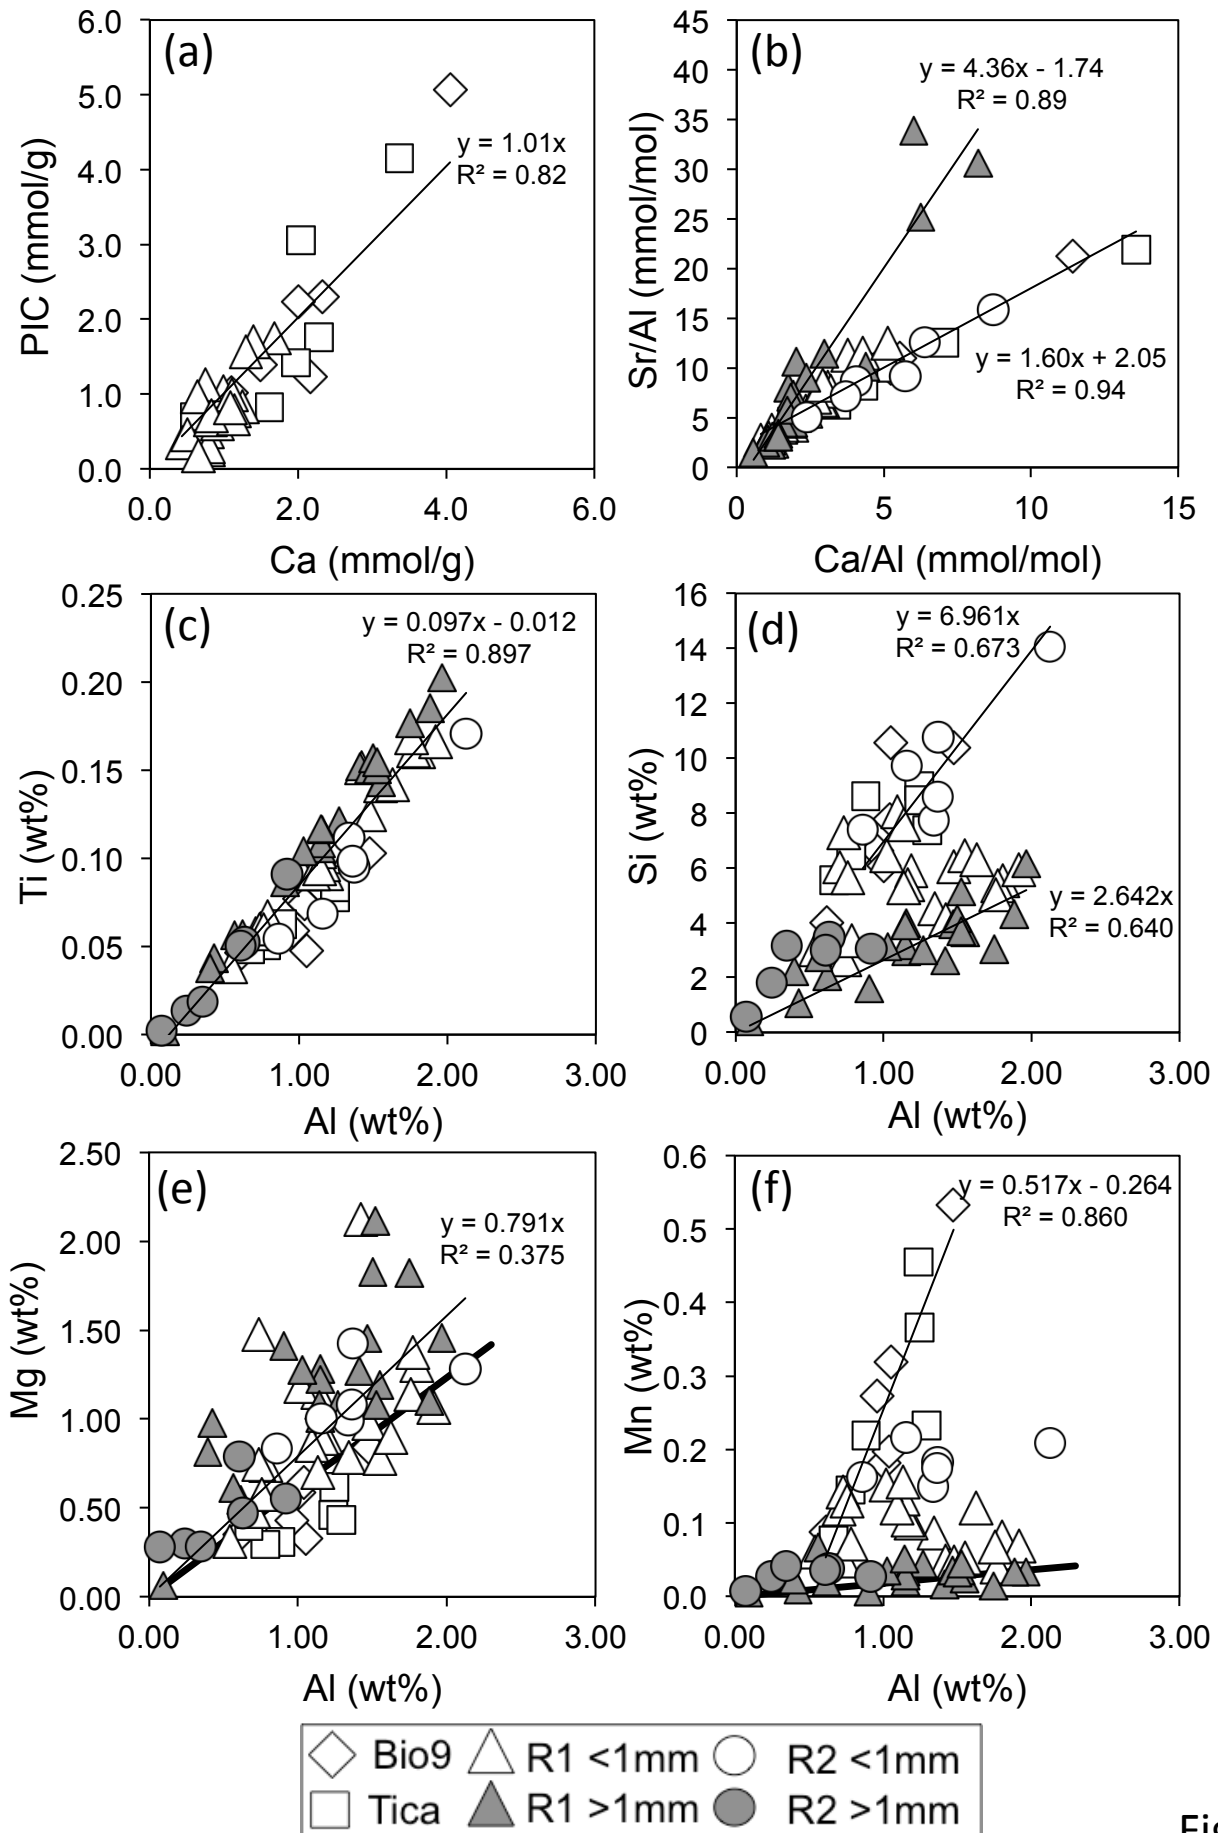 (a)
6.0
5.0
4.0
3.0
2.0
1.0
0.0
PIC (mmol/g)
y = 1.01x
R² = 0.82
0.0 2.0 4.0 6.0
Ca (mmol/g)
(b)
45
40
35
30
25
20
15
10
5
0
Sr/Al (mmol/mol)
y = 4.36x - 1.74
R² = 0.89
y = 1.60x + 2.05
R² = 0.94
0 5 10 15
Ca/Al (mmol/mol)
(c)
0.25
0.20
0.15
0.10
0.05
0.00
Ti (wt%)
y = 0.097x - 0.012
R² = 0.897
0.00 1.00 2.00 3.00
Al (wt%)
(d)
16
14
12
10
8
6
4
2
0
Si (wt%)
y = 6.961x
R² = 0.673
y = 2.642x
R² = 0.640
0.00 1.00 2.00 3.00
Al (wt%)
(e)
2.50
2.00
1.50
1.00
0.50
0.00
Mg (wt%)
y = 0.791x
R² = 0.375
0.00 1.00 2.00 3.00
Al (wt%)
(f)
0.6
0.5
0.4
0.3
0.2
0.1
0.0
Mn (wt%)
y = 0.517x - 0.264
R² = 0.860
0.00 1.00 2.00 3.00
Al (wt%)
Bio9 R1 <1mm R2 <1mm
Tica R1 >1mm R2 >1mm